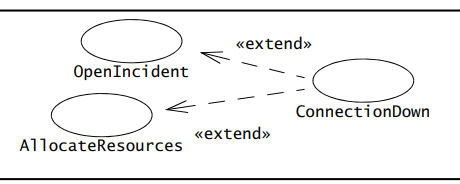 «extend»
OpenIncident
ConnectionDown
«extend»
AllocateResources